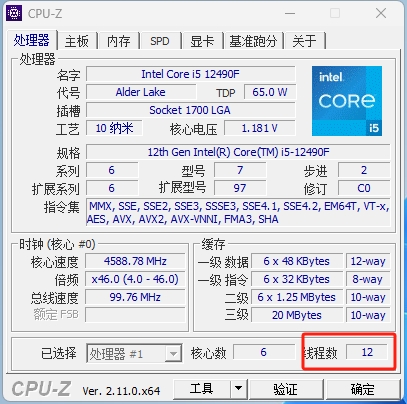 CPU-Z
处理器 主板 内存 SPD 显卡 基准跑分 关于
处理器
名字 Intel Core i5 12490F
代号 Alder Lake TDP 65.0 W
插槽 Socket 1700 LGA
工艺 10 纳米 核心电压 1.181 V
intel
CORE
i5
规格 12th Gen Intel(R) Core(TM) i5-12490F
系列 6 型号 7 步进 2
扩展系列 6 扩展型号 97 修订 C0
指令集 MMX, SSE, SSE2, SSE3, SSSE3, SSE4.1, SSE4.2, EM64T, VT-x,
AES, AVX, AVX2, AVX-VNNI, FMA3, SHA
时钟 (核心 #0)
核心速度 4588.78 MHz
倍频 x46.0 (4.0 - 46.0)
总线速度 99.76 MHz
额定 FSB
缓存
一级 数据 6 x 48 KBytes 12-way
一级 指令 6 x 32 KBytes 8-way
二级 6 x 1.25 MBytes 10-way
三级 20 MBytes 10-way
已选择 处理器 #1 核心数 6 线程数 12
CPU-Z Ver. 2.11.0.x64 工具 验证 确定